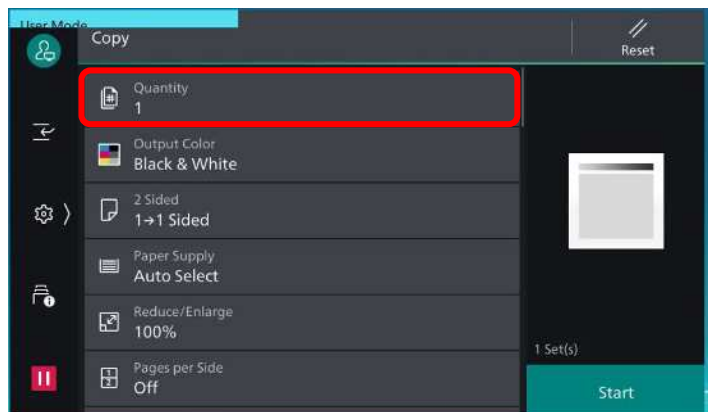 User Mode
Copy
Reset
Quantity
1
Output Color
Black & White
2 Sided
1→1 Sided
Paper Supply
Auto Select
Reduce/Enlarge
100%
Pages per Side
Off
1 Set(s)
Start